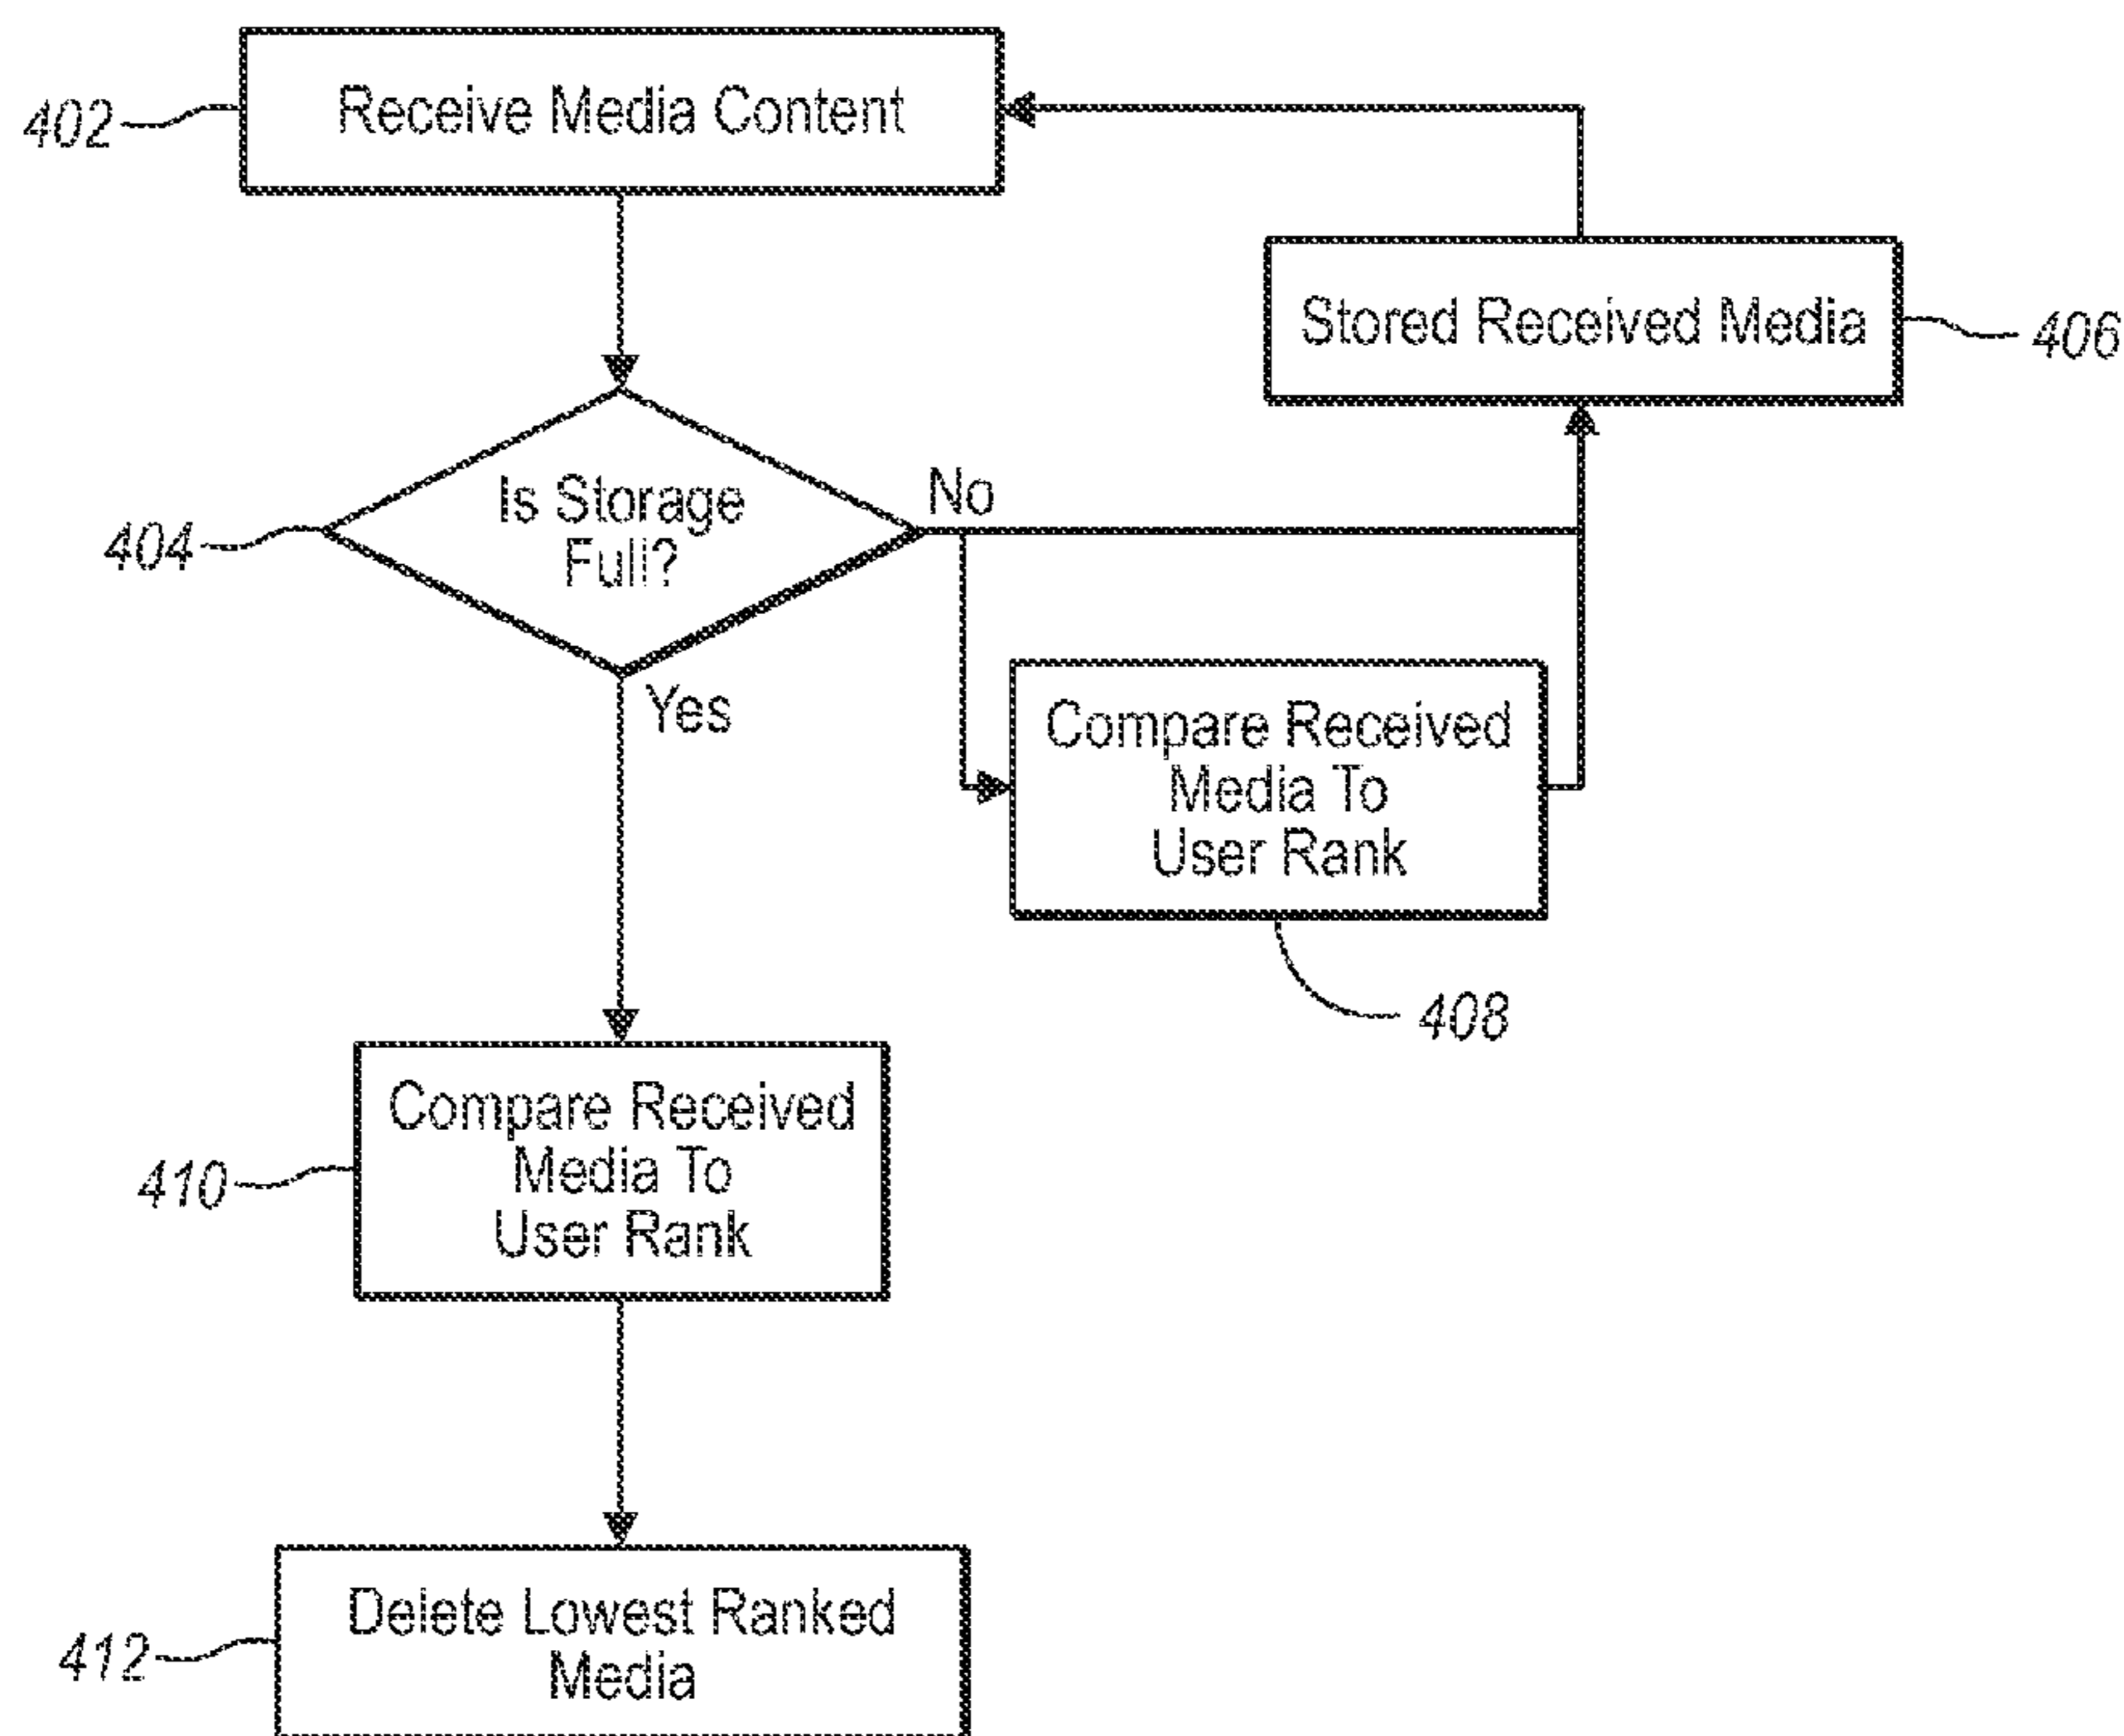 Receive Media Content
402
Stored Received Media
406
Is Storage
Full?
404
No
Yes
Compare Received
Media To
User Rank
408
Compare Received
Media To
User Rank
410
Delete Lowest Ranked
Media
412